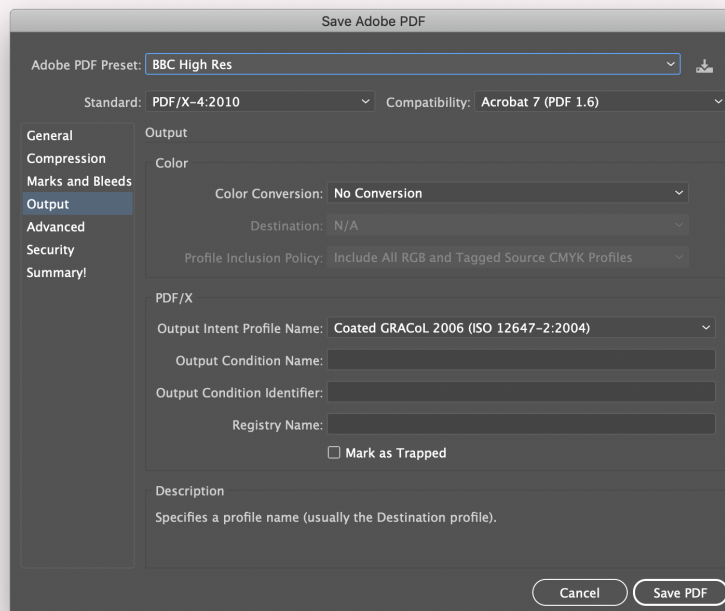 Save Adobe PDF
Adobe PDF Preset: BBC High Res
Standard: PDF/X-4:2010 Compatibility: Acrobat 7 (PDF 1.6)
General
Compression
Marks and Bleeds
Output
Advanced
Security
Summary!
Output
Color
Color Conversion: No Conversion
Destination: N/A
Profile Inclusion Policy: Include All RGB and Tagged Source CMYK Profiles
PDF/X
Output Intent Profile Name: Coated GRACoL 2006 (ISO 12647-2:2004)
Output Condition Name:
Output Condition Identifier:
Registry Name:
Mark as Trapped
Description
Specifies a profile name (usually the Destination profile).
Cancel Save PDF